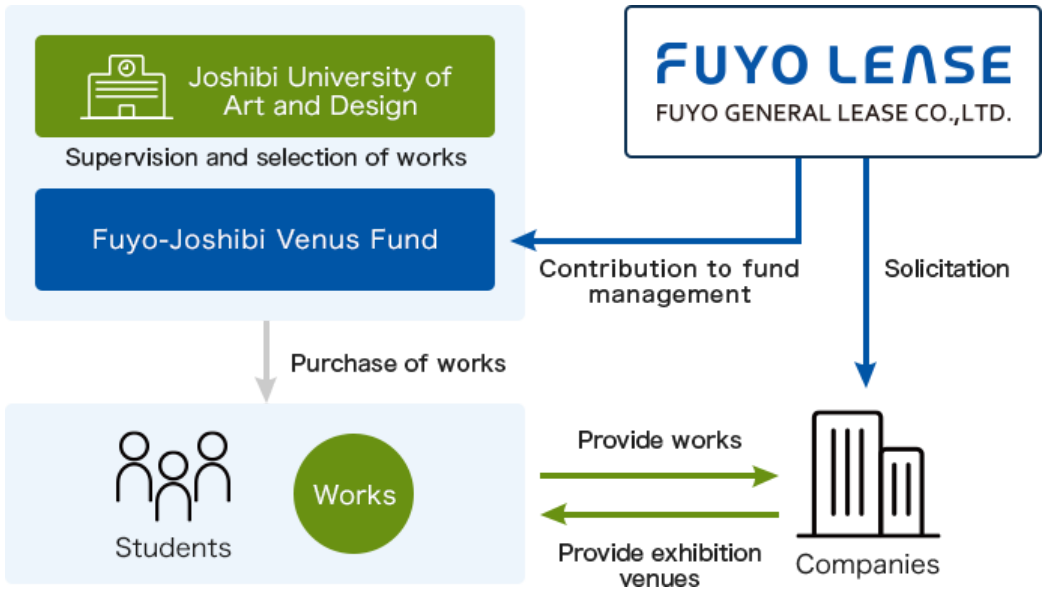 Joshibi University of
Art and Design
Supervision and selection of works
Fuyo-Joshibi Venus Fund
FUYO LEASE
FUYO GENERAL LEASE CO.,LTD.
Contribution to fund
management
Solicitation
Purchase of works
Students
Works
Provide works
Provide exhibition
venues
Companies